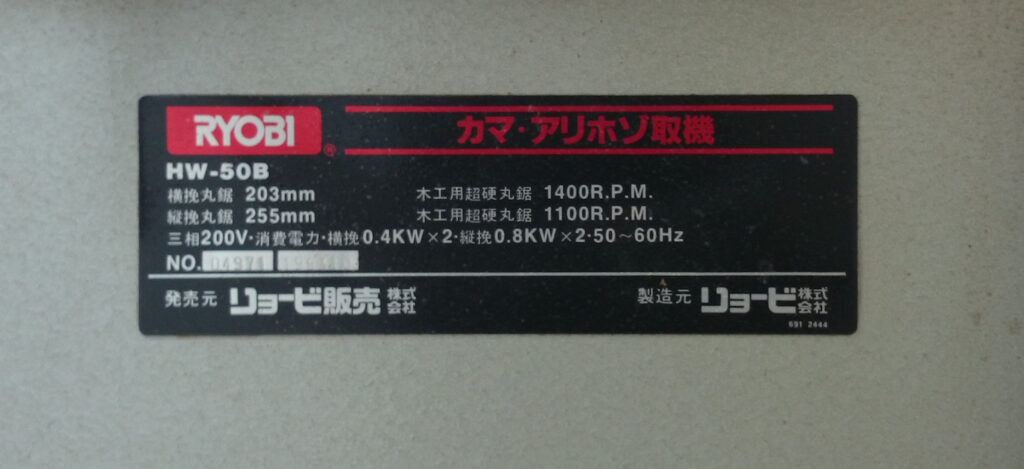 RYOBI ®
カマ・アリホゾ取機
HW-50B
横挽丸鋸 203mm 木工用超硬丸鋸 1400R.P.M.
縦挽丸鋸 255mm 木工用超硬丸鋸 1100R.P.M.
三相200V・消費電力・横挽0.4KW×2・縦挽0.8KW×2・50～60Hz
NO. 04971
発売元 リョービ販売株式会社
製造元 リョービ株式会社
691 2444